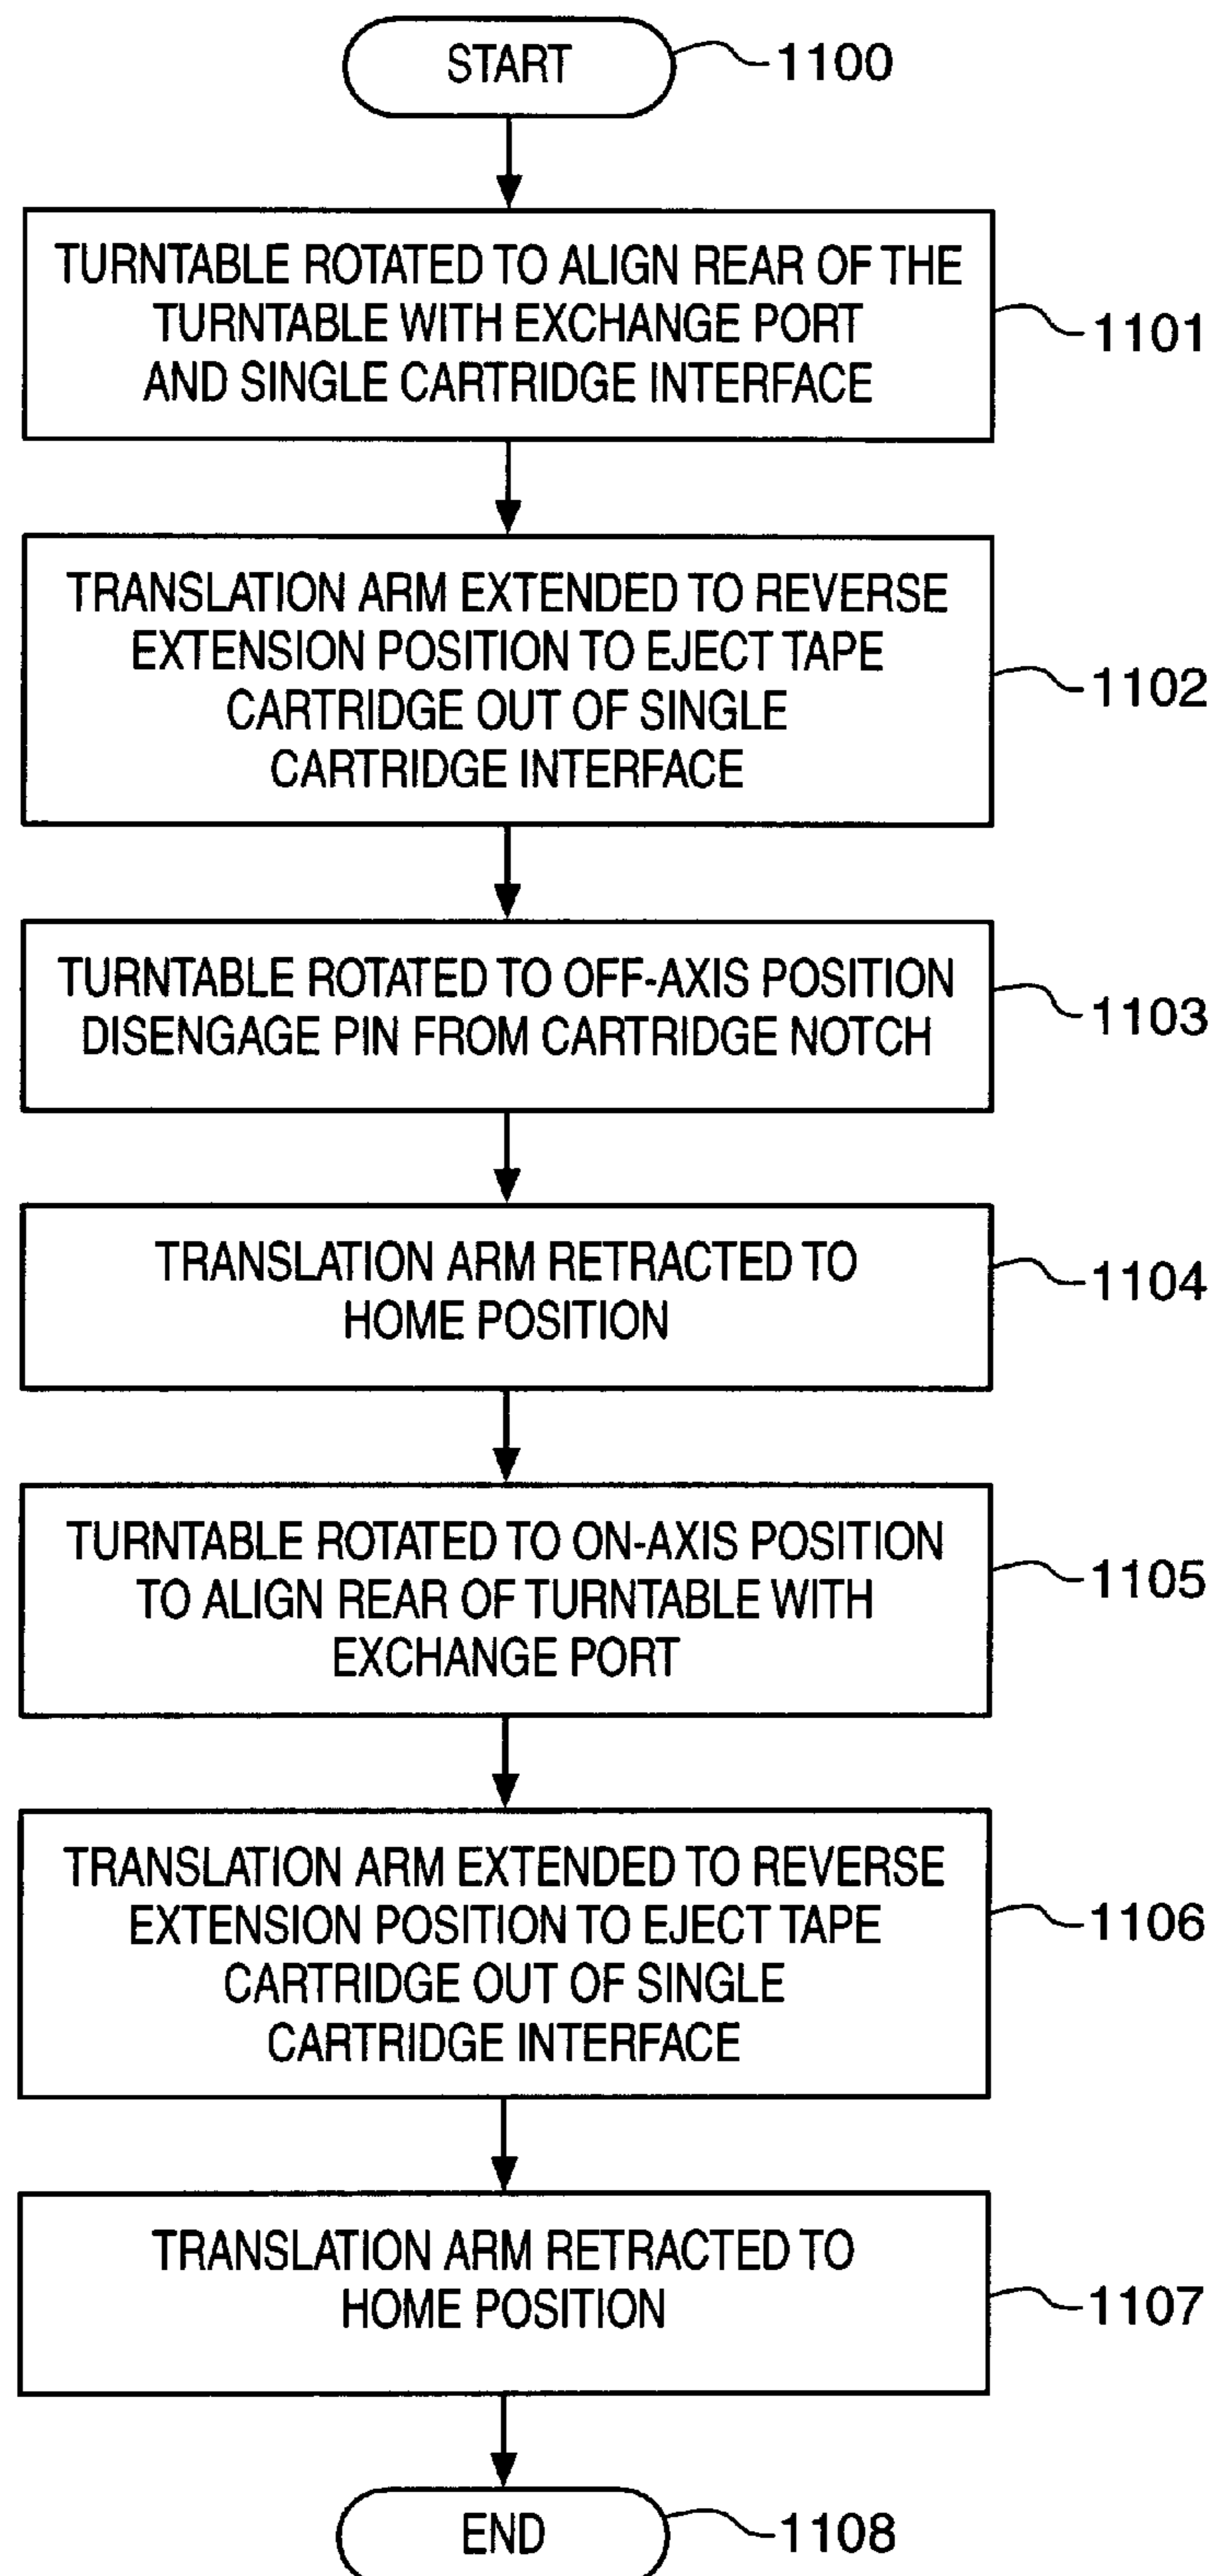 START
1100
TURNTABLE ROTATED TO ALIGN REAR OF THE
TURNTABLE WITH EXCHANGE PORT
AND SINGLE CARTRIDGE INTERFACE
1101
TRANSLATION ARM EXTENDED TO REVERSE
EXTENSION POSITION TO EJECT TAPE
CARTRIDGE OUT OF SINGLE
CARTRIDGE INTERFACE
1102
TURNTABLE ROTATED TO OFF-AXIS POSITION
DISENGAGE PIN FROM CARTRIDGE NOTCH
1103
TRANSLATION ARM RETRACTED TO
HOME POSITION
1104
TURNTABLE ROTATED TO ON-AXIS POSITION
TO ALIGN REAR OF TURNTABLE WITH
EXCHANGE PORT
1105
TRANSLATION ARM EXTENDED TO REVERSE
EXTENSION POSITION TO EJECT TAPE
CARTRIDGE OUT OF SINGLE
CARTRIDGE INTERFACE
1106
TRANSLATION ARM RETRACTED TO
HOME POSITION
1107
END
1108